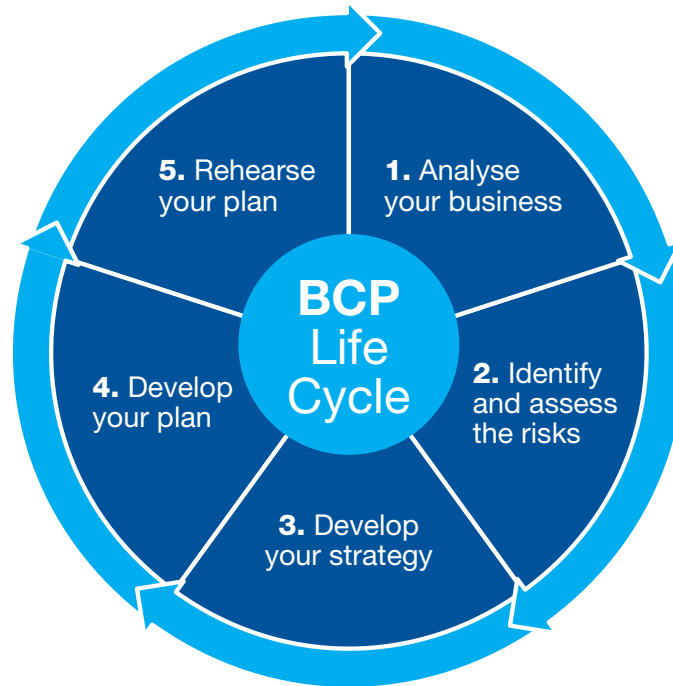 BCP
Life
Cycle
1. Analyse
your business
2. Identify
and assess
the risks
3. Develop
your strategy
4. Develop
your plan
5. Rehearse
your plan